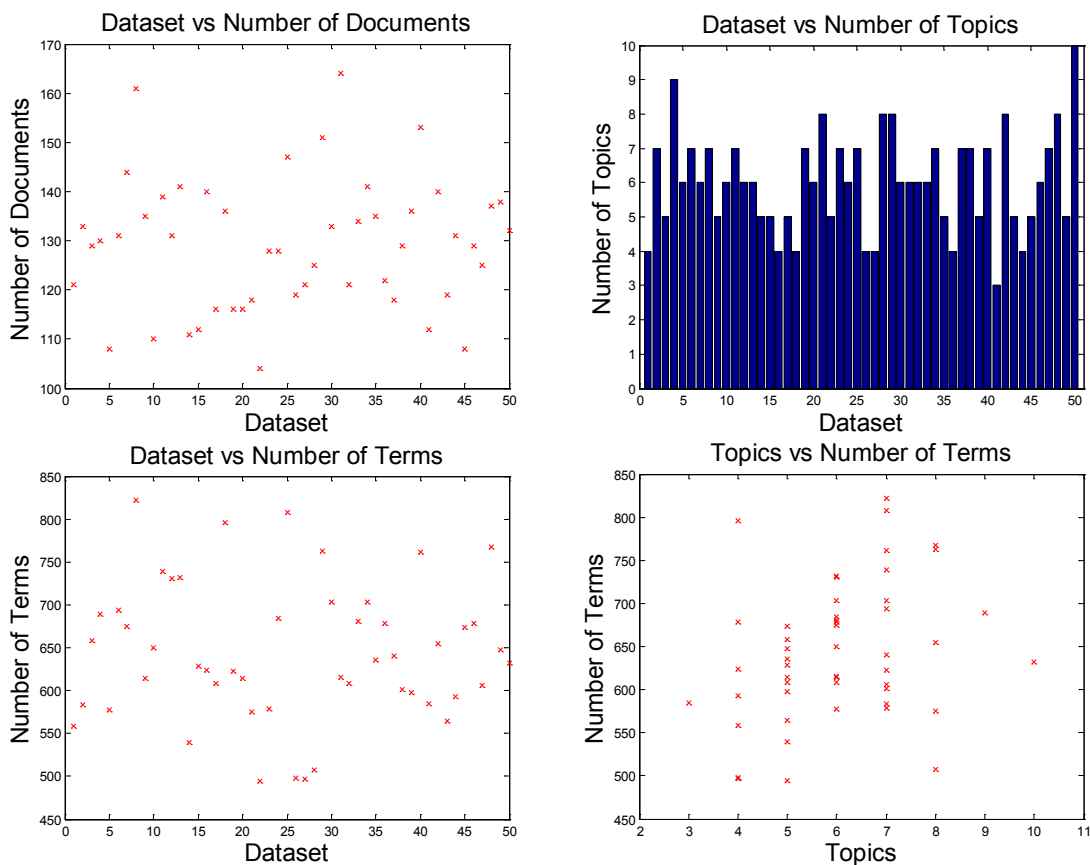 Dataset vs Number of Documents
170
160
150
140
130
120
110
100
Number of Documents
0 5 10 15 20 25 30 35 40 45 50
Dataset
Dataset vs Number of Topics
10
9
8
7
6
5
4
3
2
1
0
Number of Topics
0 5 10 15 20 25 30 35 40 45 50
Dataset
Dataset vs Number of Terms
850
800
750
700
650
600
550
500
450
Number of Terms
0 5 10 15 20 25 30 35 40 45 50
Dataset
Topics vs Number of Terms
850
800
750
700
650
600
550
500
450
Number of Terms
2 3 4 5 6 7 8 9 10 11
Topics